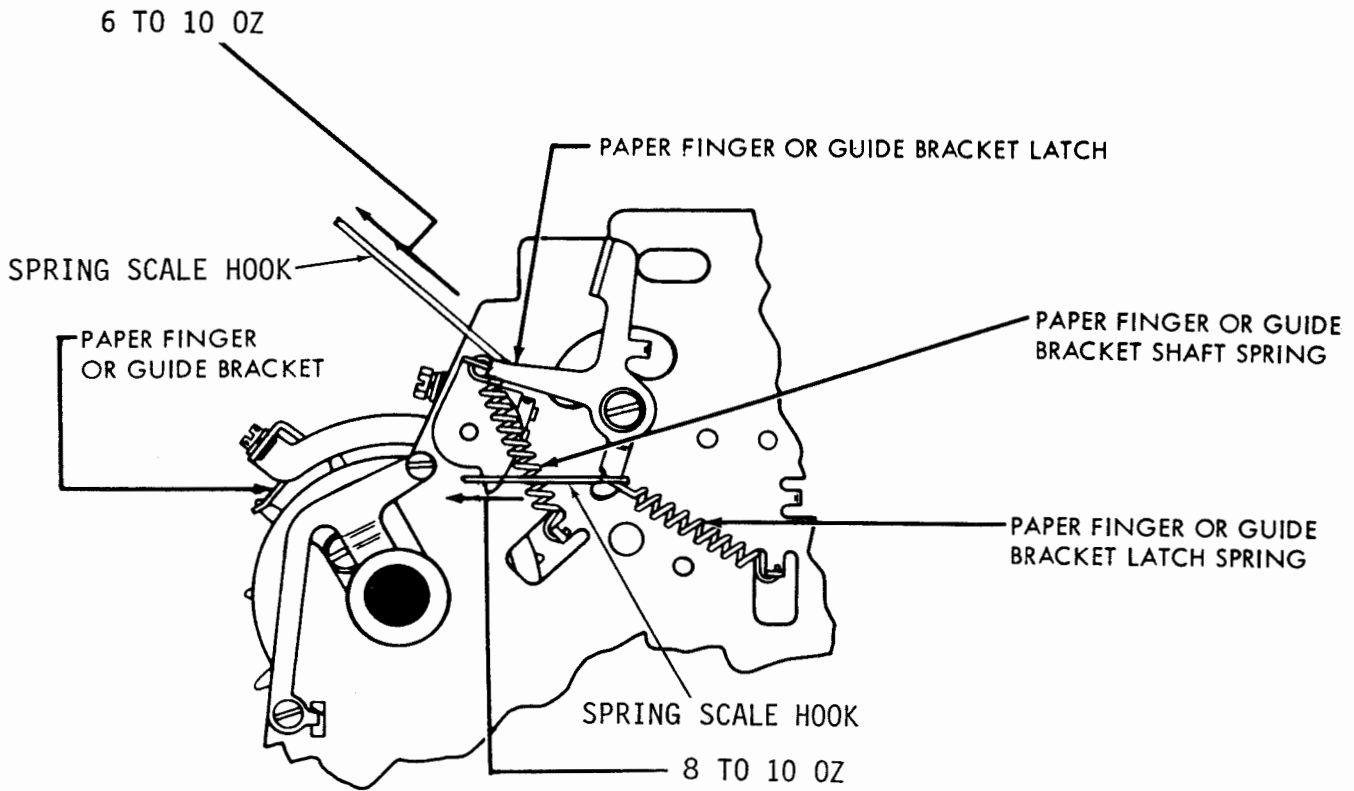 6 TO 10 OZ
PAPER FINGER OR GUIDE BRACKET LATCH
SPRING SCALE HOOK
PAPER FINGER
OR GUIDE BRACKET
PAPER FINGER OR GUIDE
BRACKET SHAFT SPRING
PAPER FINGER OR GUIDE
BRACKET LATCH SPRING
SPRING SCALE HOOK
8 TO 10 OZ